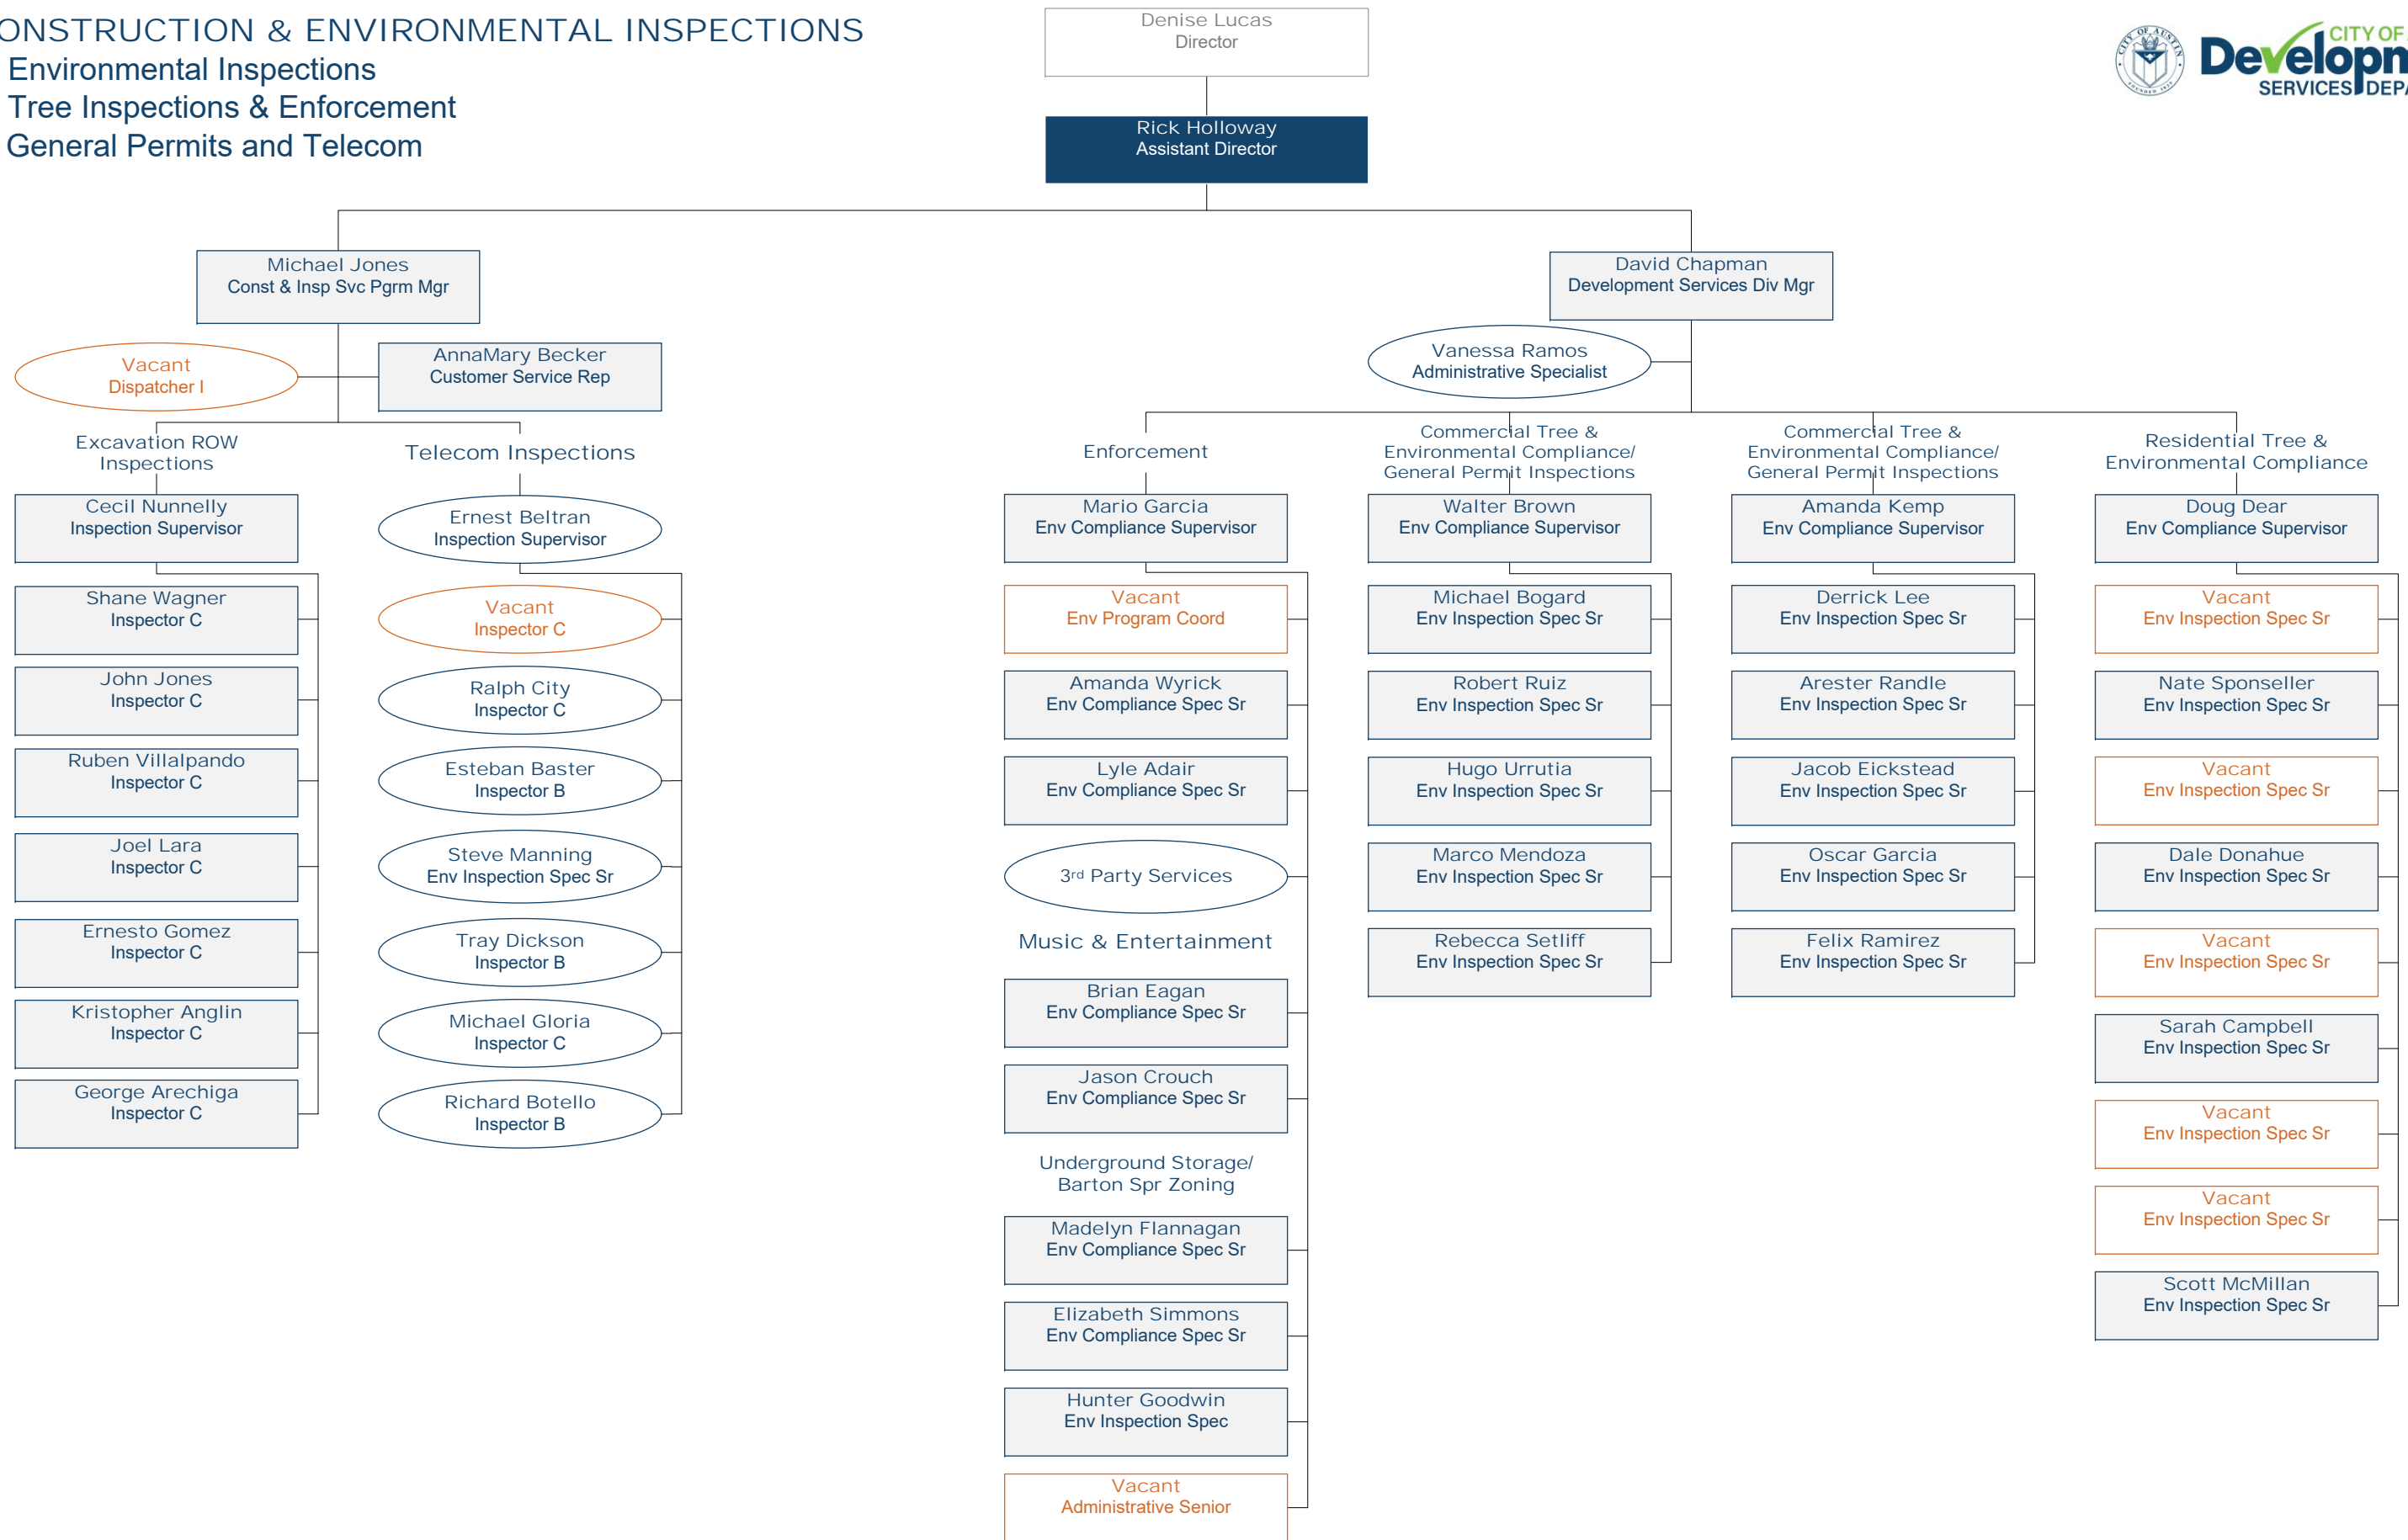 ONSTRUCTION & ENVIRONMENTAL INSPECTIONS
Environmental Inspections
Tree Inspections & Enforcement
General Permits and Telecom
Denise Lucas
Director
CITY OF AUSTIN
FOUNDED 1839
CITY OF
Developm
SERVICES DEPA
Rick Holloway
Assistant Director
Michael Jones
Const & Insp Svc Pgrm Mgr
Vacant
Dispatcher I
AnnaMary Becker
Customer Service Rep
Excavation ROW
Inspections
Cecil Nunnelly
Inspection Supervisor
Shane Wagner
Inspector C
John Jones
Inspector C
Ruben Villalpando
Inspector C
Joel Lara
Inspector C
Ernesto Gomez
Inspector C
Kristopher Anglin
Inspector C
George Arechiga
Inspector C
Telecom Inspections
Ernest Beltran
Inspection Supervisor
Vacant
Inspector C
Ralph City
Inspector C
Esteban Baster
Inspector B
Steve Manning
Env Inspection Spec Sr
Tray Dickson
Inspector B
Michael Gloria
Inspector C
Richard Botello
Inspector B
David Chapman
Development Services Div Mgr
Vanessa Ramos
Administrative Specialist
Enforcement
Mario Garcia
Env Compliance Supervisor
Vacant
Env Program Coord
Amanda Wyrick
Env Compliance Spec Sr
Lyle Adair
Env Compliance Spec Sr
3rd Party Services
Music & Entertainment
Brian Eagan
Env Compliance Spec Sr
Jason Crouch
Env Compliance Spec Sr
Underground Storage/
Barton Spr Zoning
Madelyn Flannagan
Env Compliance Spec Sr
Elizabeth Simmons
Env Compliance Spec Sr
Hunter Goodwin
Env Inspection Spec
Vacant
Administrative Senior
Commercial Tree &
Environmental Compliance/
General Permit Inspections
Walter Brown
Env Compliance Supervisor
Michael Bogard
Env Inspection Spec Sr
Robert Ruiz
Env Inspection Spec Sr
Hugo Urrutia
Env Inspection Spec Sr
Marco Mendoza
Env Inspection Spec Sr
Rebecca Setliff
Env Inspection Spec Sr
Commercial Tree &
Environmental Compliance/
General Permit Inspections
Amanda Kemp
Env Compliance Supervisor
Derrick Lee
Env Inspection Spec Sr
Arester Randle
Env Inspection Spec Sr
Jacob Eickstead
Env Inspection Spec Sr
Oscar Garcia
Env Inspection Spec Sr
Felix Ramirez
Env Inspection Spec Sr
Residential Tree &
Environmental Compliance
Doug Dear
Env Compliance Supervisor
Vacant
Env Inspection Spec Sr
Nate Sponseller
Env Inspection Spec Sr
Vacant
Env Inspection Spec Sr
Dale Donahue
Env Inspection Spec Sr
Vacant
Env Inspection Spec Sr
Sarah Campbell
Env Inspection Spec Sr
Vacant
Env Inspection Spec Sr
Vacant
Env Inspection Spec Sr
Scott McMillan
Env Inspection Spec Sr